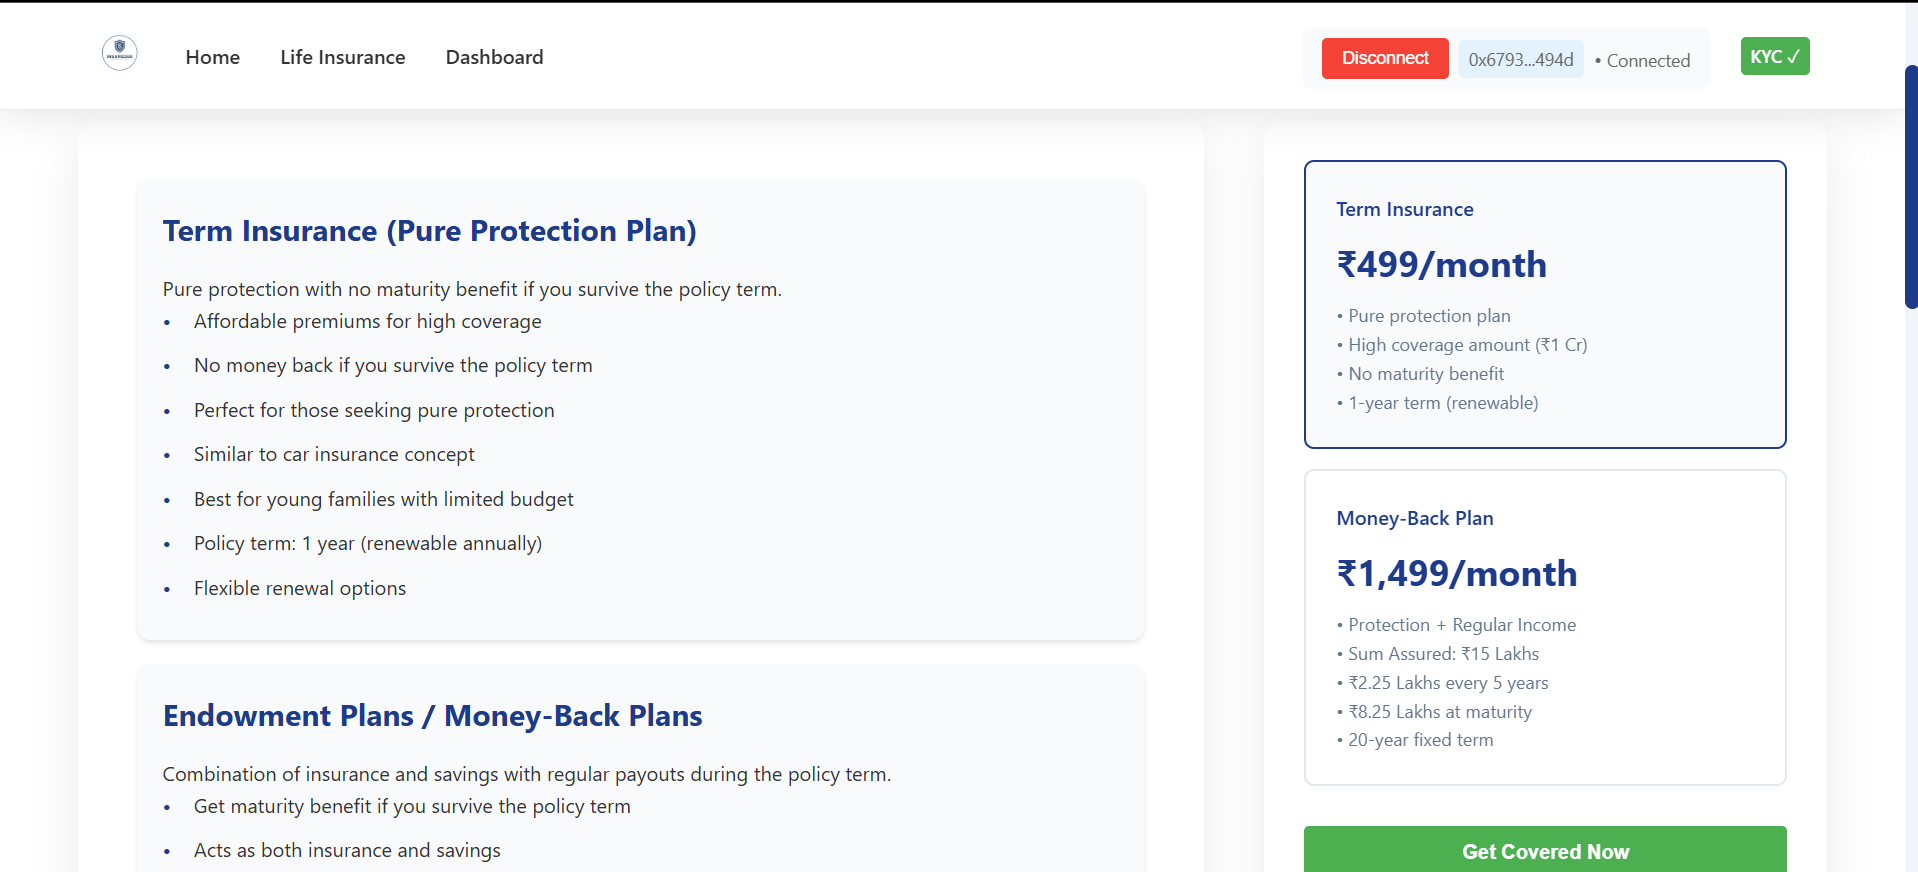 Home
Life Insurance
Dashboard
Disconnect
0x6793...494d
• Connected
KYC ✓
Term Insurance (Pure Protection Plan)
Pure protection with no maturity benefit if you survive the policy term.
• Affordable premiums for high coverage
• No money back if you survive the policy term
• Perfect for those seeking pure protection
• Similar to car insurance concept
• Best for young families with limited budget
• Policy term: 1 year (renewable annually)
• Flexible renewal options
Endowment Plans / Money-Back Plans
Combination of insurance and savings with regular payouts during the policy term.
• Get maturity benefit if you survive the policy term
• Acts as both insurance and savings
Term Insurance
₹499/month
• Pure protection plan
• High coverage amount (₹1 Cr)
• No maturity benefit
• 1-year term (renewable)
Money-Back Plan
₹1,499/month
• Protection + Regular Income
• Sum Assured: ₹15 Lakhs
• ₹2.25 Lakhs every 5 years
• ₹8.25 Lakhs at maturity
• 20-year fixed term
Get Covered Now